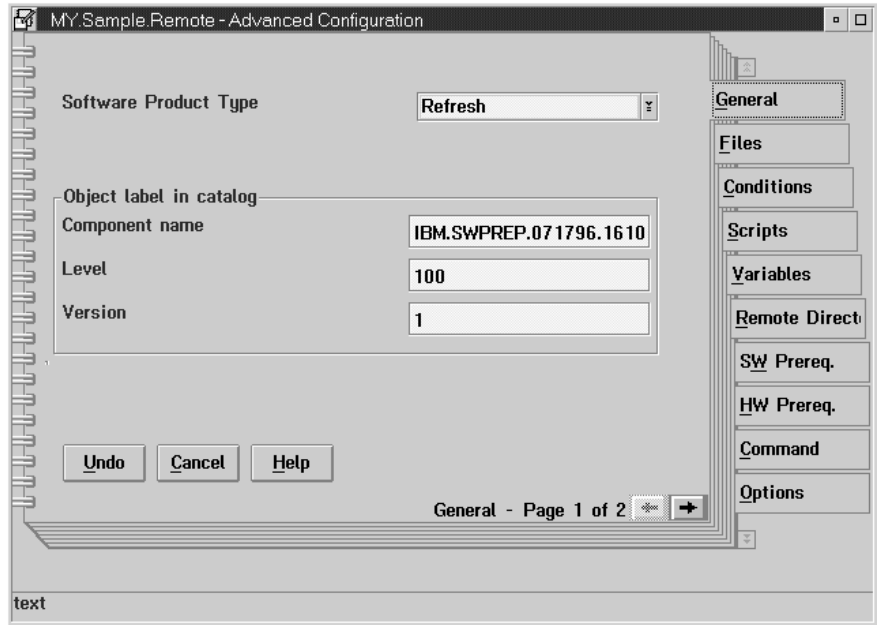 MY.Sample.Remote - Advanced Configuration
Software Product Type
Refresh
General
Files
Conditions
Scripts
Variables
Remote Direct
SW Prereq.
HW Prereq.
Command
Options
Object label in catalog
Component name
IBM.SWPREP.071796.1610
Level
100
Version
1
Undo Cancel Help
General - Page 1 of 2
text